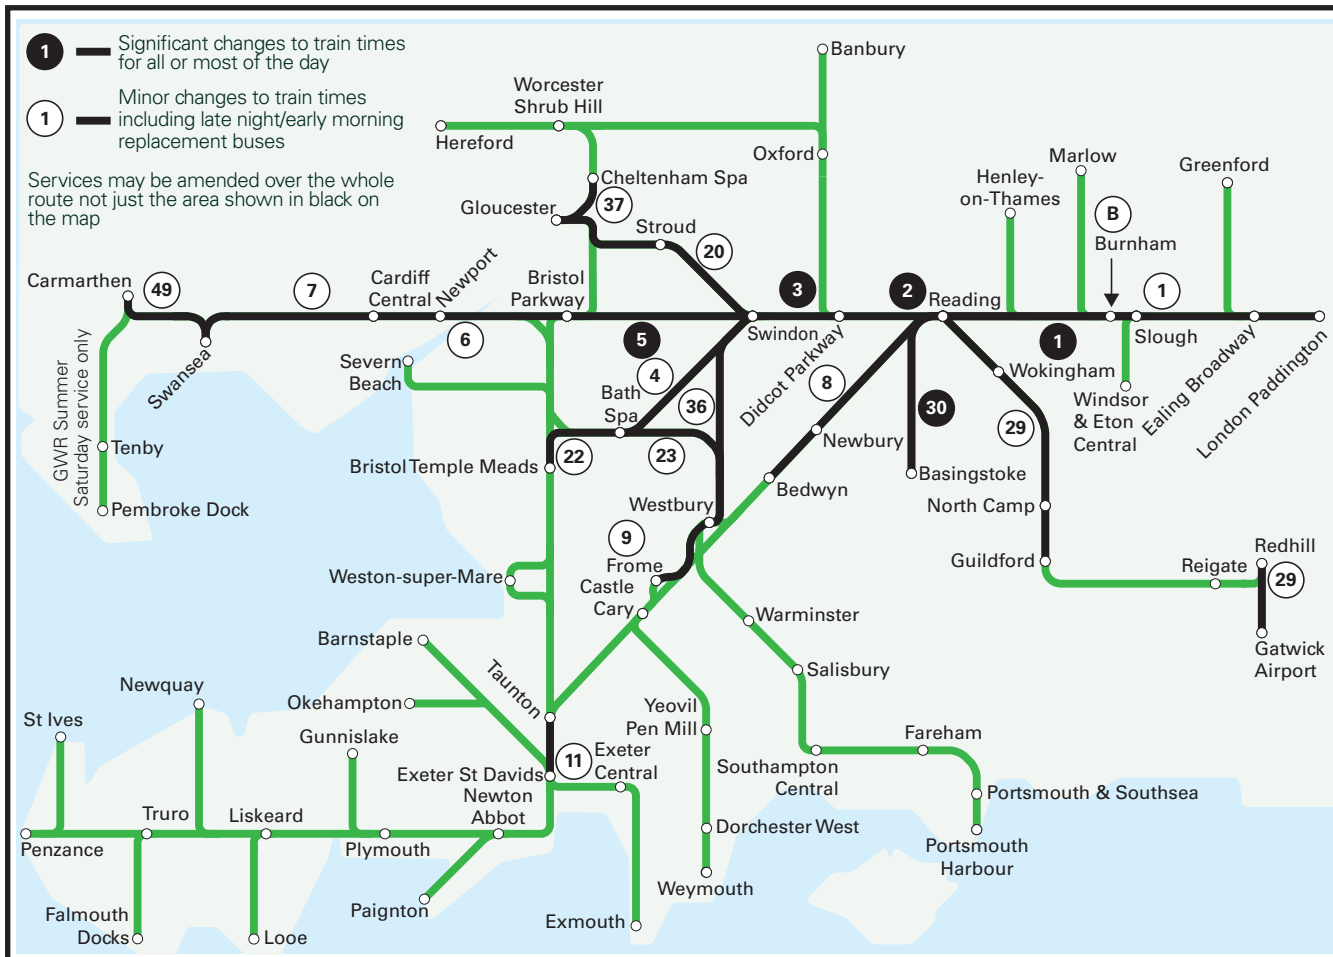 1
Significant changes to train times
for all or most of the day
1
Minor changes to train times
including late night/early morning
replacement buses
Services may be amended over the whole
route not just the area shown in black on
the map
Banbury
Worcester
Shrub Hill
Hereford
Oxford
Cheltenham Spa
37
Gloucester
Stroud
20
Marlow
Greenford
Henley-
on-Thames
B
Burnham
Carmarthen
49
7
Cardiff
Central
Newport
Bristol
Parkway
3
2
Reading
1
Swindon
Slough
6
5
1
Swansea
Severn
Beach
4
Didcot Parkway
8
Wokingham
Windsor
& Eton
Central
Ealing Broadway
London Paddington
Bath
Spa
36
30
29
GWR Summer
Saturday service only
Tenby
Newbury
Bristol Temple Meads
22
23
Basingstoke
Bedwyn
Pembroke Dock
Westbury
North Camp
9
Frome
Guildford
Redhill
Reigate
29
Weston-super-Mare
Castle
Cary
Warminster
Barnstaple
Gatwick
Airport
Salisbury
Newquay
Okehampton
Taunton
St Ives
Yeovil
Pen Mill
Gunnislake
Fareham
11
Exeter
Central
Exeter St Davids
Southampton
Central
Newton
Abbot
Portsmouth & Southsea
Truro
Liskeard
Dorchester West
Penzance
Plymouth
Portsmouth
Harbour
Weymouth
Falmouth
Docks
Paignton
Exmouth
Looe